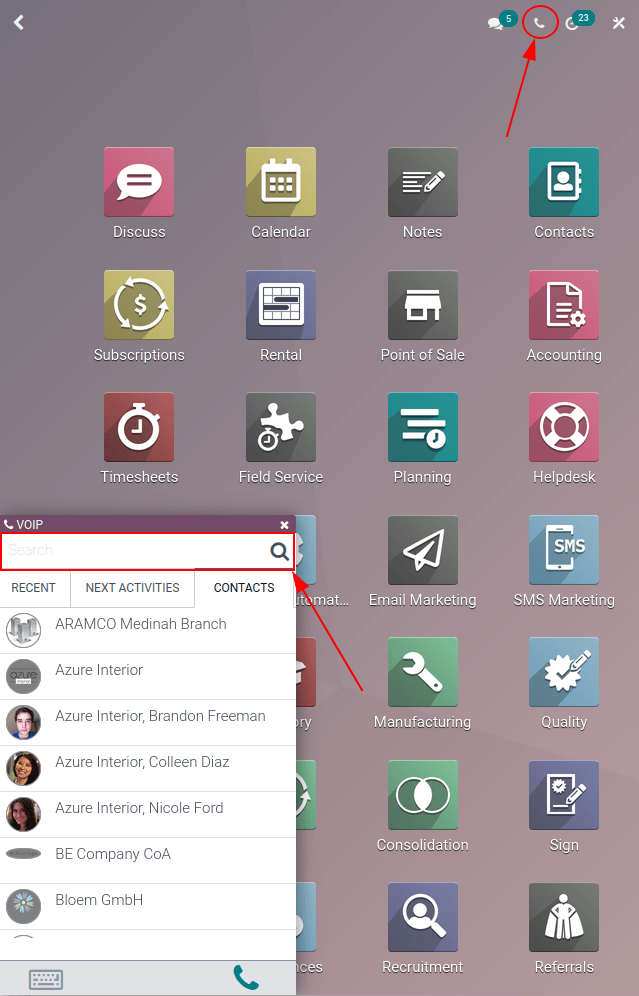 5
23
Discuss
Calendar
Notes
Contacts
$
Subscriptions
Rental
Point of Sale
Accounting
Timesheets
Field Service
Planning
Helpdesk
VOIP
Search
RECENT
NEXT ACTIVITIES
CONTACTS
ARAMCO Medinah Branch
azure
Azure Interior
Azure Interior, Brandon Freeman
Azure Interior, Colleen Diaz
Azure Interior, Nicole Ford
BE Company CoA
Bloem GmbH
utomat...
Email Marketing
SMS
SMS Marketing
ory
Manufacturing
Quality
Consolidation
Sign
nces
Recruitment
Referrals